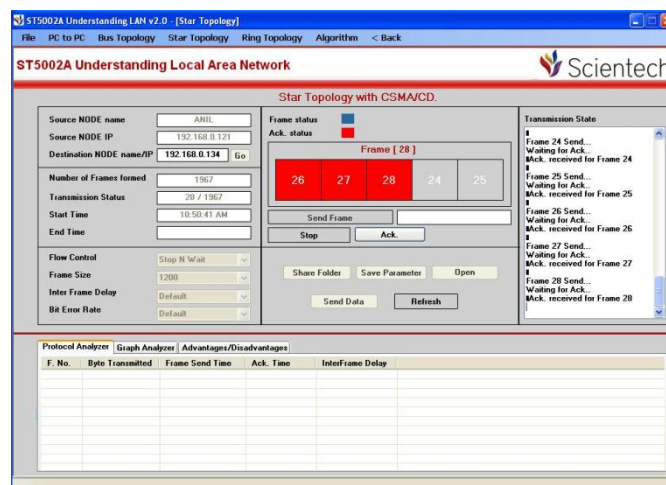 ST5002A Understanding LAN v2.0 - [Star Topology]
File PC to PC Bus Topology Star Topology Ring Topology Algorithm < Back
ST5002A Understanding Local Area Network
Scientech
Star Topology with CSMA/CD.
Source NODE name ANIL
Source NODE IP 192.168.0.121
Destination NODE name/IP 192.168.0.134 Go
Number of Frames formed 1967
Transmission Status 28 / 1967
Start Time 10:50:41 AM
End Time
Flow Control Stop N Wait
Frame Size 1200
Inter Frame Delay Default
Bit Error Rate Default
Frame status
Ack. status
Frame [ 28 ]
26 27 28 24 25
Send Frame
Stop Ack.
Share Folder Save Parameter Open
Send Data Refresh
Transmission State
Frame 24 Send...
Waiting for Ack..
Ack. received for Frame 24
Frame 25 Send...
Waiting for Ack..
Ack. received for Frame 25
Frame 26 Send...
Waiting for Ack..
Ack. received for Frame 26
Frame 27 Send...
Waiting for Ack..
Ack. received for Frame 27
Frame 28 Send...
Waiting for Ack..
Ack. received for Frame 28
Protocol Analyzer Graph Analyzer Advantages/Disadvantages
F. No. Byte Transmitted Frame Send Time Ack. Time InterFrame Delay